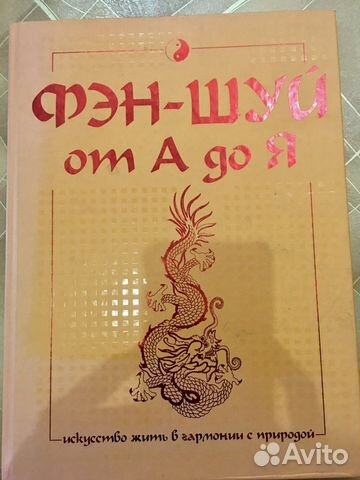 ФЭН-ШУЙ
от А до Я
искусство жить в гармонии с природой
Avito